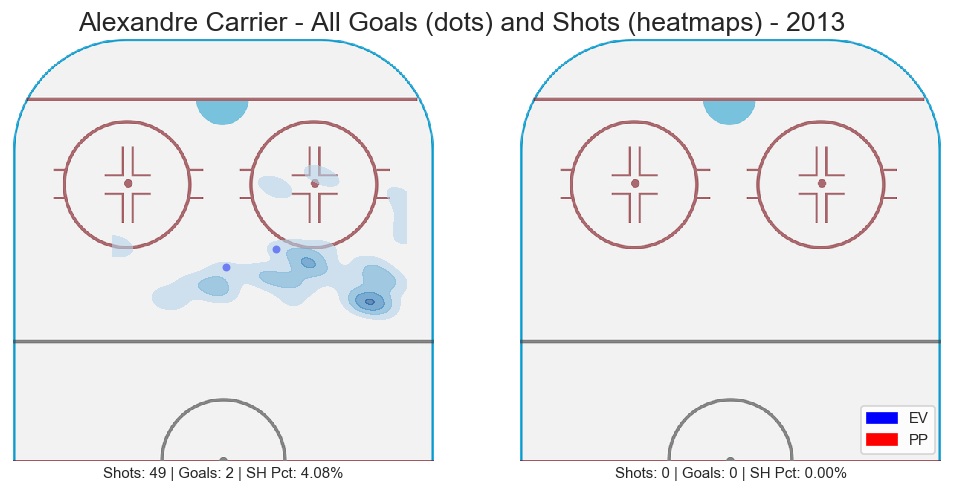 Alexandre Carrier - All Goals (dots) and Shots (heatmaps) - 2013
EV
PP
Shots: 49 | Goals: 2 | SH Pct: 4.08%
Shots: 0 | Goals: 0 | SH Pct: 0.00%